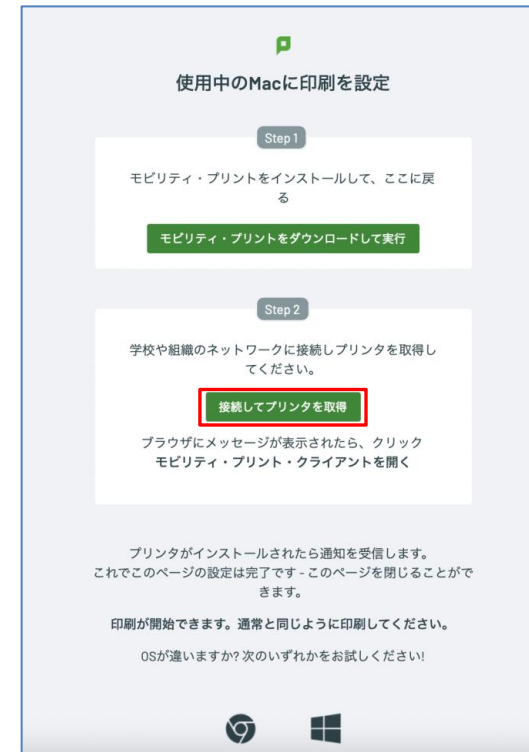 使用中のMacに印刷を設定
Step 1
モビリティ・プリントをインストールして、ここに戻
る
モビリティ・プリントをダウンロードして実行
Step 2
学校や組織のネットワークに接続しプリンタを取得し
てください。
接続してプリンタを取得
ブラウザにメッセージが表示されたら、クリック
モビリティ・プリント・クライアントを開く
プリンタがインストールされたら通知を受信します。
これでこのページの設定は完了です - このページを閉じることがで
きます。
印刷が開始できます。通常と同じように印刷してください。
OSが違いますか? 次のいずれかをお試しください!